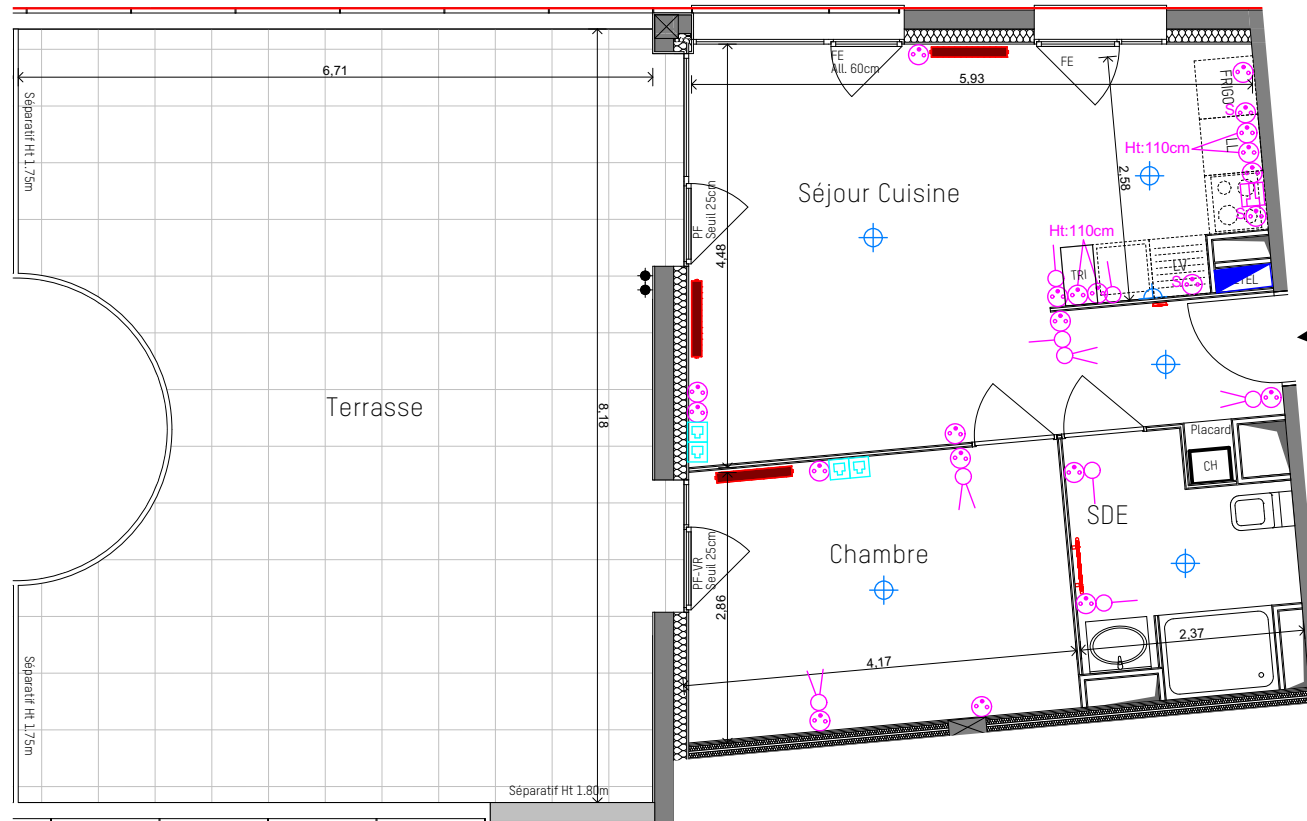 6,71
Séparatif Ht 1.75m
Terrasse
8,18
Séparatif Ht 1.75m
Séparatif Ht 1.80m
FE
All. 60cm
5,93
FE
FRIGO
S
LL
Ht:110cm
2,58
S
Séjour Cuisine
PF
Seuil 25cm
4,48
Ht:110cm
TRI
LV
S
ETEL
Placard
CH
SDE
Chambre
PF-VR
Seuil 25cm
2,86
4,17
2,37